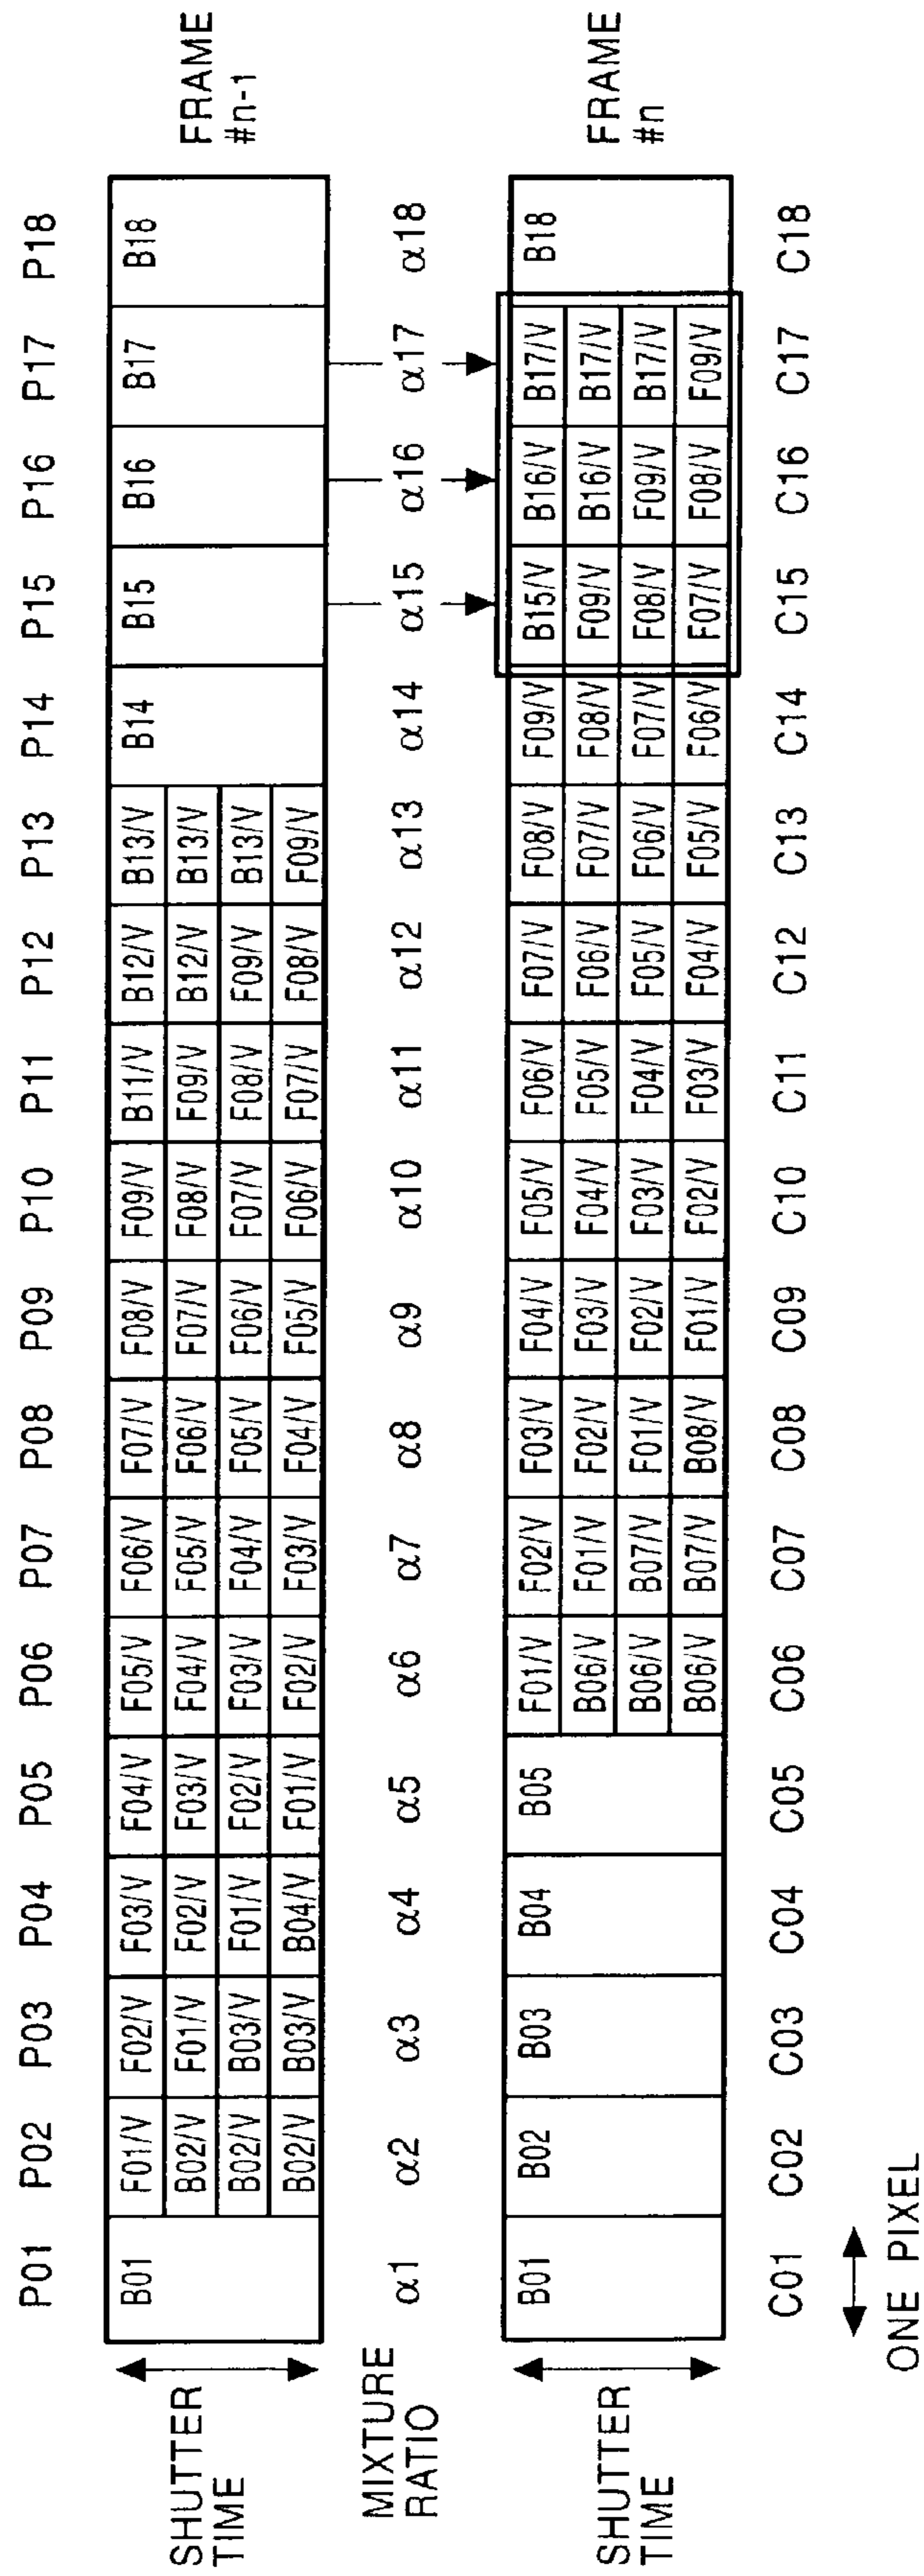 P01 P02 P03 P04 P05 P06 P07 P08 P09 P10 P11 P12 P13 P14 P15 P16 P17 P18
B01 F01/V F02/V F03/V F04/V F05/V F06/V F07/V F08/V F09/V B11/V B12/V B13/V B14 B15 B16 B17 B18
B02/V F01/V F02/V F03/V F04/V F05/V F06/V F07/V F08/V F09/V B12/V B13/V
B02/V B03/V F01/V F02/V F03/V F04/V F05/V F06/V F07/V F08/V F09/V B13/V
B02/V B03/V B04/V F01/V F02/V F03/V F04/V F05/V F06/V F07/V F08/V F09/V
SHUTTER
TIME
FRAME
#n-1
MIXTURE
RATIO
α1 α2 α3 α4 α5 α6 α7 α8 α9 α10 α11 α12 α13 α14 α15 α16 α17 α18
B01 B02 B03 B04 B05 F01/V F02/V F03/V F04/V F05/V F06/V F07/V F08/V F09/V B15/V B16/V B17/V B18
B06/V F01/V F02/V F03/V F04/V F05/V F06/V F07/V F08/V F09/V B16/V B17/V
B06/V B07/V F01/V F02/V F03/V F04/V F05/V F06/V F07/V F08/V F09/V B17/V
B06/V B07/V B08/V F01/V F02/V F03/V F04/V F05/V F06/V F07/V F08/V F09/V
SHUTTER
TIME
FRAME
#n
C01 C02 C03 C04 C05 C06 C07 C08 C09 C10 C11 C12 C13 C14 C15 C16 C17 C18
ONE PIXEL